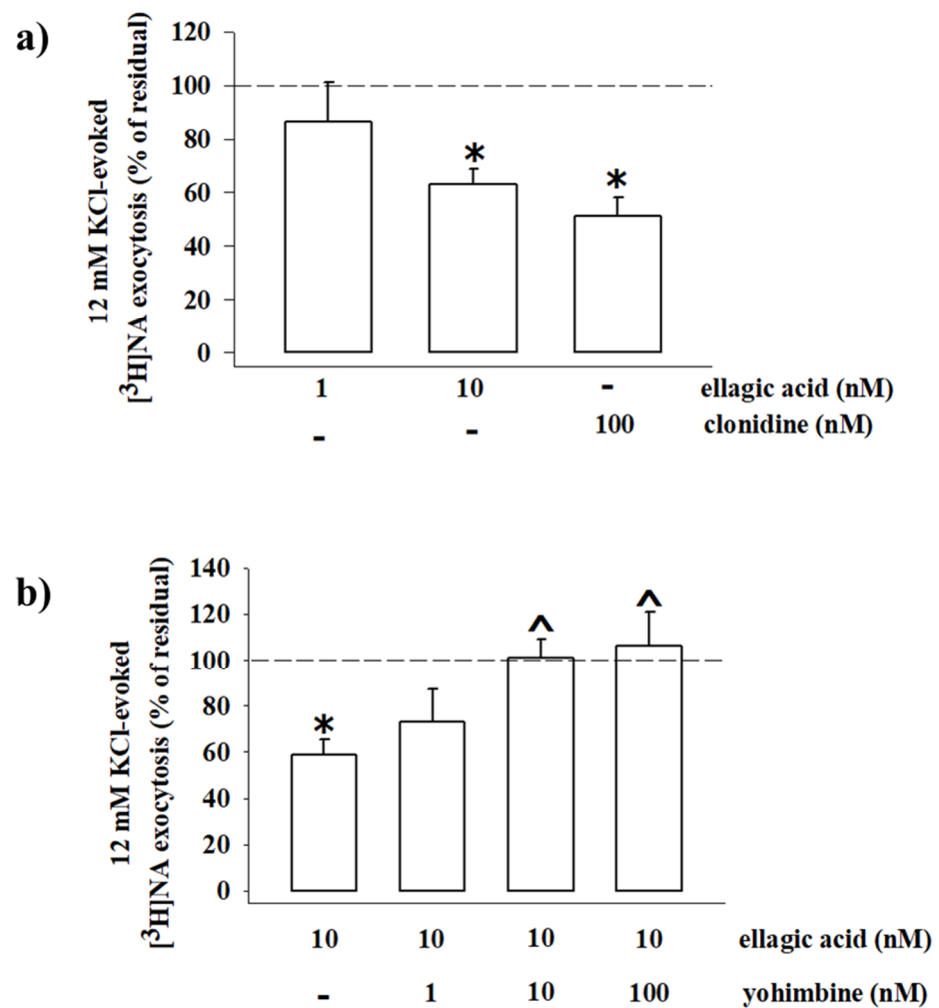 a)
12 mM KCl-evoked
[³H]NA exocytosis (% of residual)
120
100
80
60
40
20
0
*
*
1 10 - ellagic acid (nM)
- - 100 clonidine (nM)
b)
12 mM KCl-evoked
[³H]NA exocytosis (% of residual)
140
120
100
80
60
40
20
0
*
^
^
10 10 10 10 ellagic acid (nM)
- 1 10 100 yohimbine (nM)